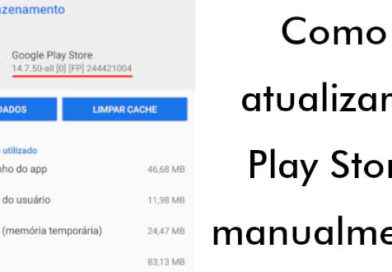 zenamento
Google Play Store
14.7.50-all [0] [FP] 244421004
DADOS
LIMPAR CACHE
utilizado
ho do app
46,68 MB
do usuário
11,98 MB
(memória temporária)
24,47 MB
83,13 MB
Como
atualizar
Play Stor
manualme